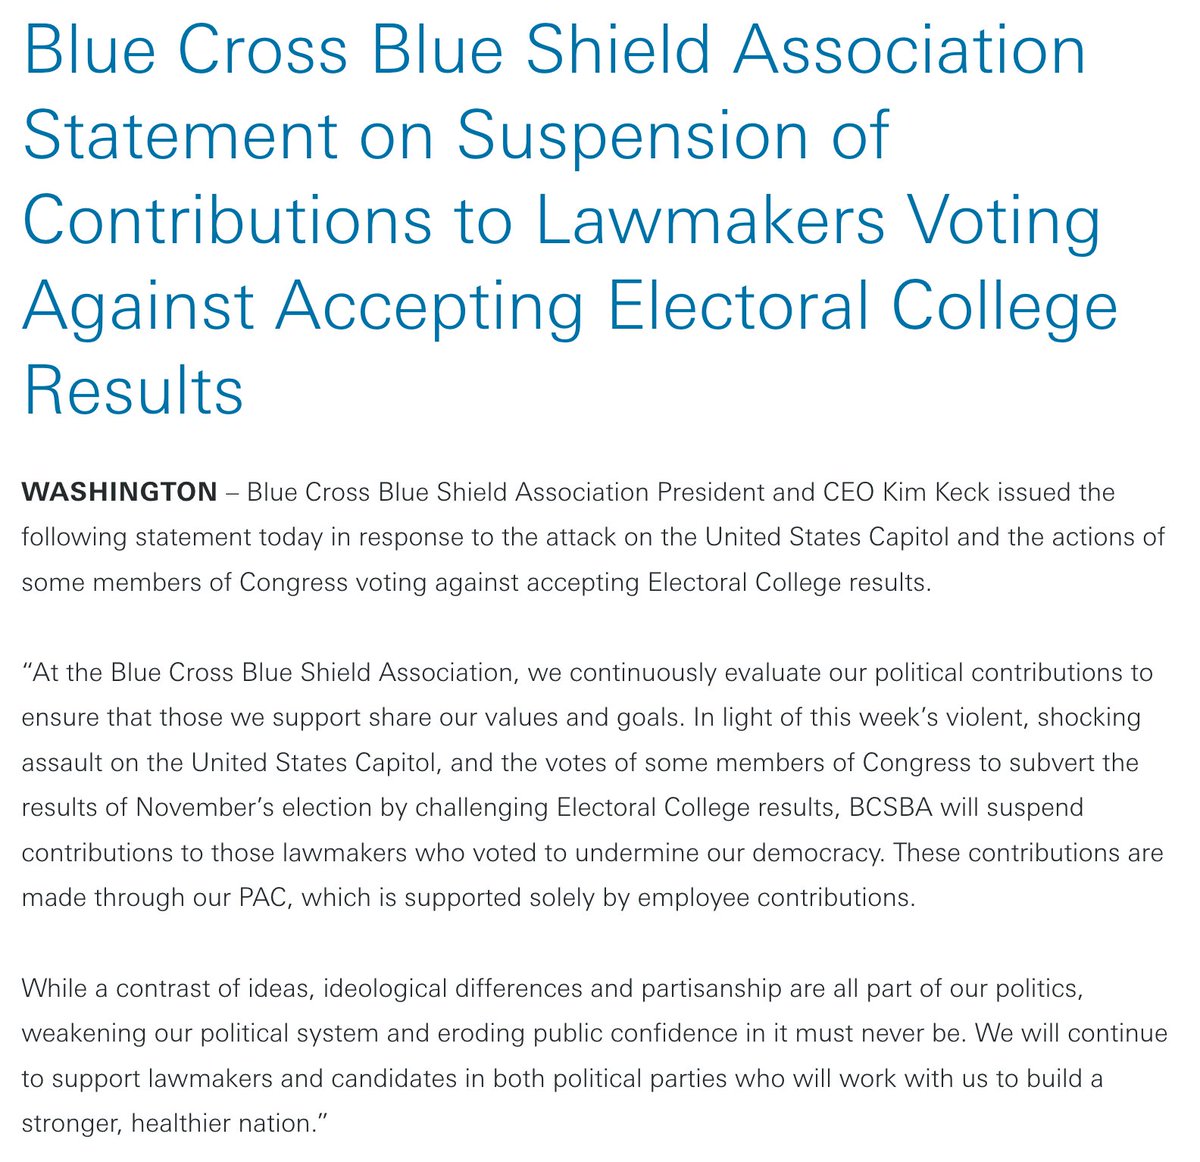 Blue Cross Blue Shield Association
Statement on Suspension of
Contributions to Lawmakers Voting
Against Accepting Electoral College
Results
WASHINGTON – Blue Cross Blue Shield Association President and CEO Kim Keck issued the
following statement today in response to the attack on the United States Capitol and the actions of
some members of Congress voting against accepting Electoral College results.
“At the Blue Cross Blue Shield Association, we continuously evaluate our political contributions to
ensure that those we support share our values and goals. In light of this week’s violent, shocking
assault on the United States Capitol, and the votes of some members of Congress to subvert the
results of November’s election by challenging Electoral College results, BCSBA will suspend
contributions to those lawmakers who voted to undermine our democracy. These contributions are
made through our PAC, which is supported solely by employee contributions.
While a contrast of ideas, ideological differences and partisanship are all part of our politics,
weakening our political system and eroding public confidence in it must never be. We will continue
to support lawmakers and candidates in both political parties who will work with us to build a
stronger, healthier nation.”